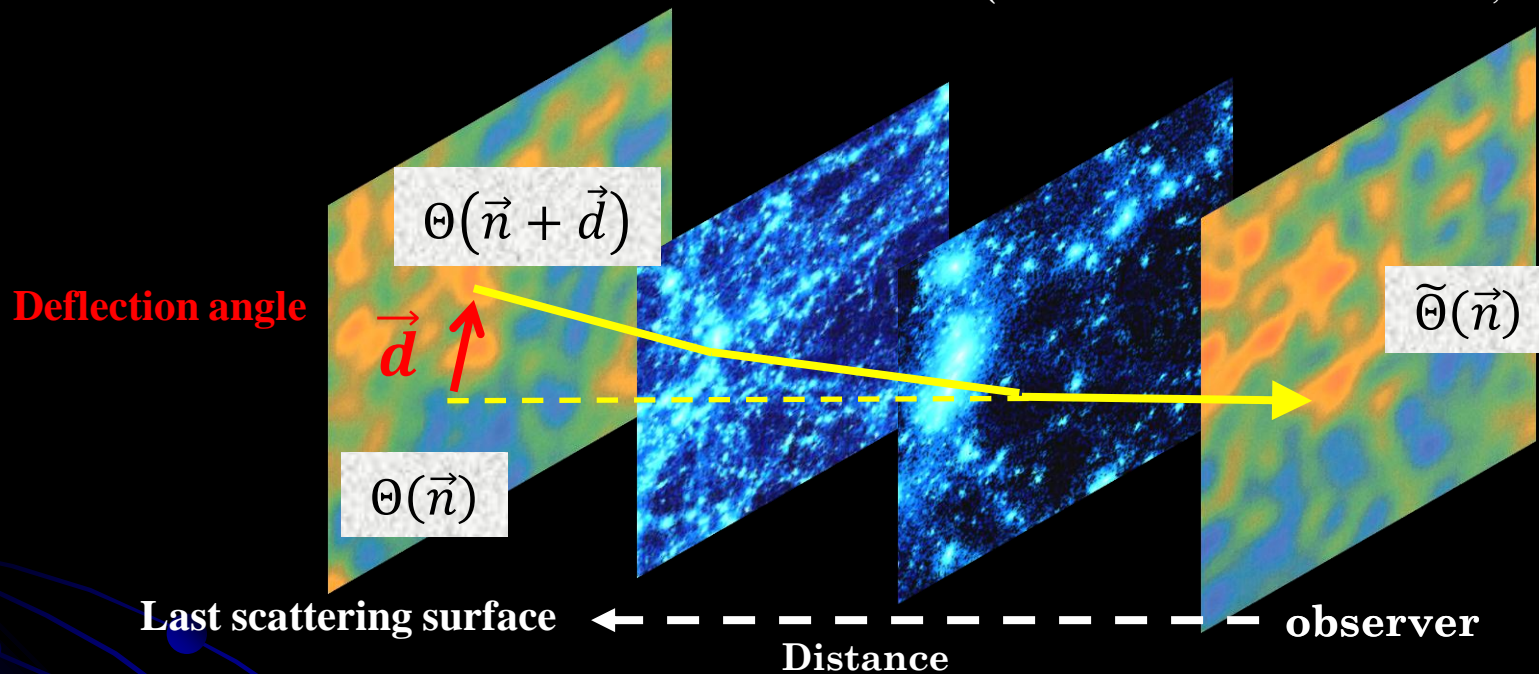 Θ(n⃗ + d⃗)
Deflection angle
d⃗
Θ̃(n⃗)
Θ(n⃗)
Last scattering surface
observer
Distance